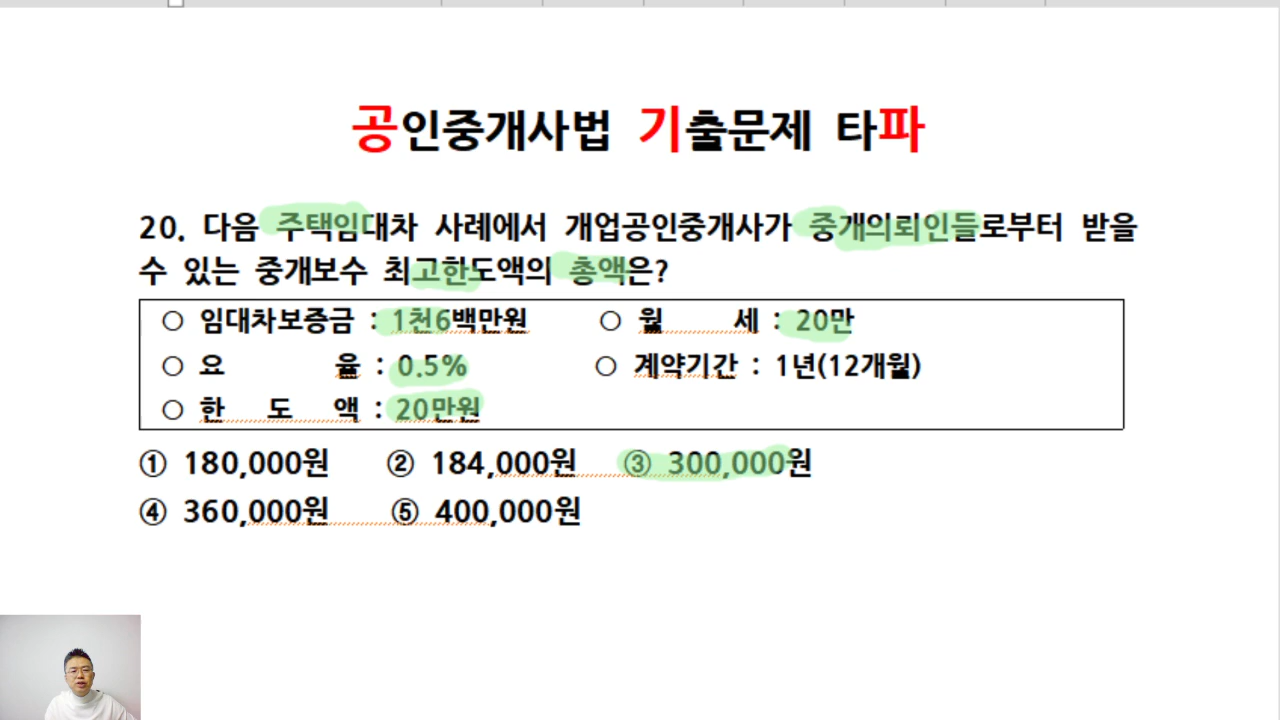 공인중개사법 기출문제 타파
20. 다음 주택임대차 사례에서 개업공인중개사가 중개의뢰인들로부터 받을
수 있는 중개보수 최고한도액의 총액은?
○ 임대차보증금 : 1천6백만원 ○ 월 세 : 20만
○ 요 율 : 0.5% ○ 계약기간 : 1년(12개월)
○ 한 도 액 : 20만원
① 180,000원 ② 184,000원 ③ 300,000원
④ 360,000원 ⑤ 400,000원